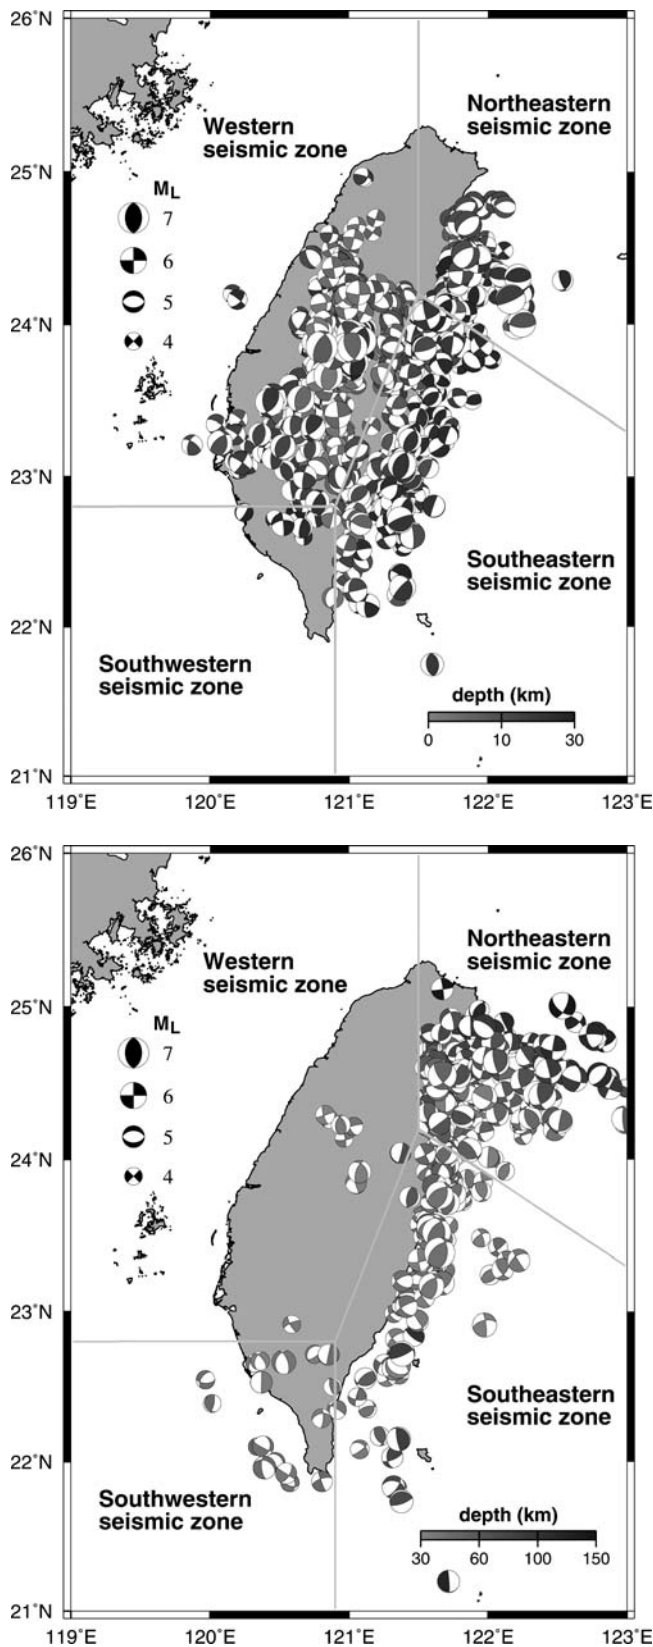 26˚N
Northeastern
seismic zone
Western
seismic zone
25˚N
ML
7
6
5
4
24˚N
23˚N
Southeastern
seismic zone
22˚N
Southwestern
seismic zone
depth (km)
0 10 30
21˚N
119˚E 120˚E 121˚E 122˚E 123˚E
26˚N
Northeastern
seismic zone
Western
seismic zone
25˚N
ML
7
6
5
4
24˚N
23˚N
Southeastern
seismic zone
22˚N
Southwestern
seismic zone
depth (km)
30 60 100 150
21˚N
119˚E 120˚E 121˚E 122˚E 123˚E